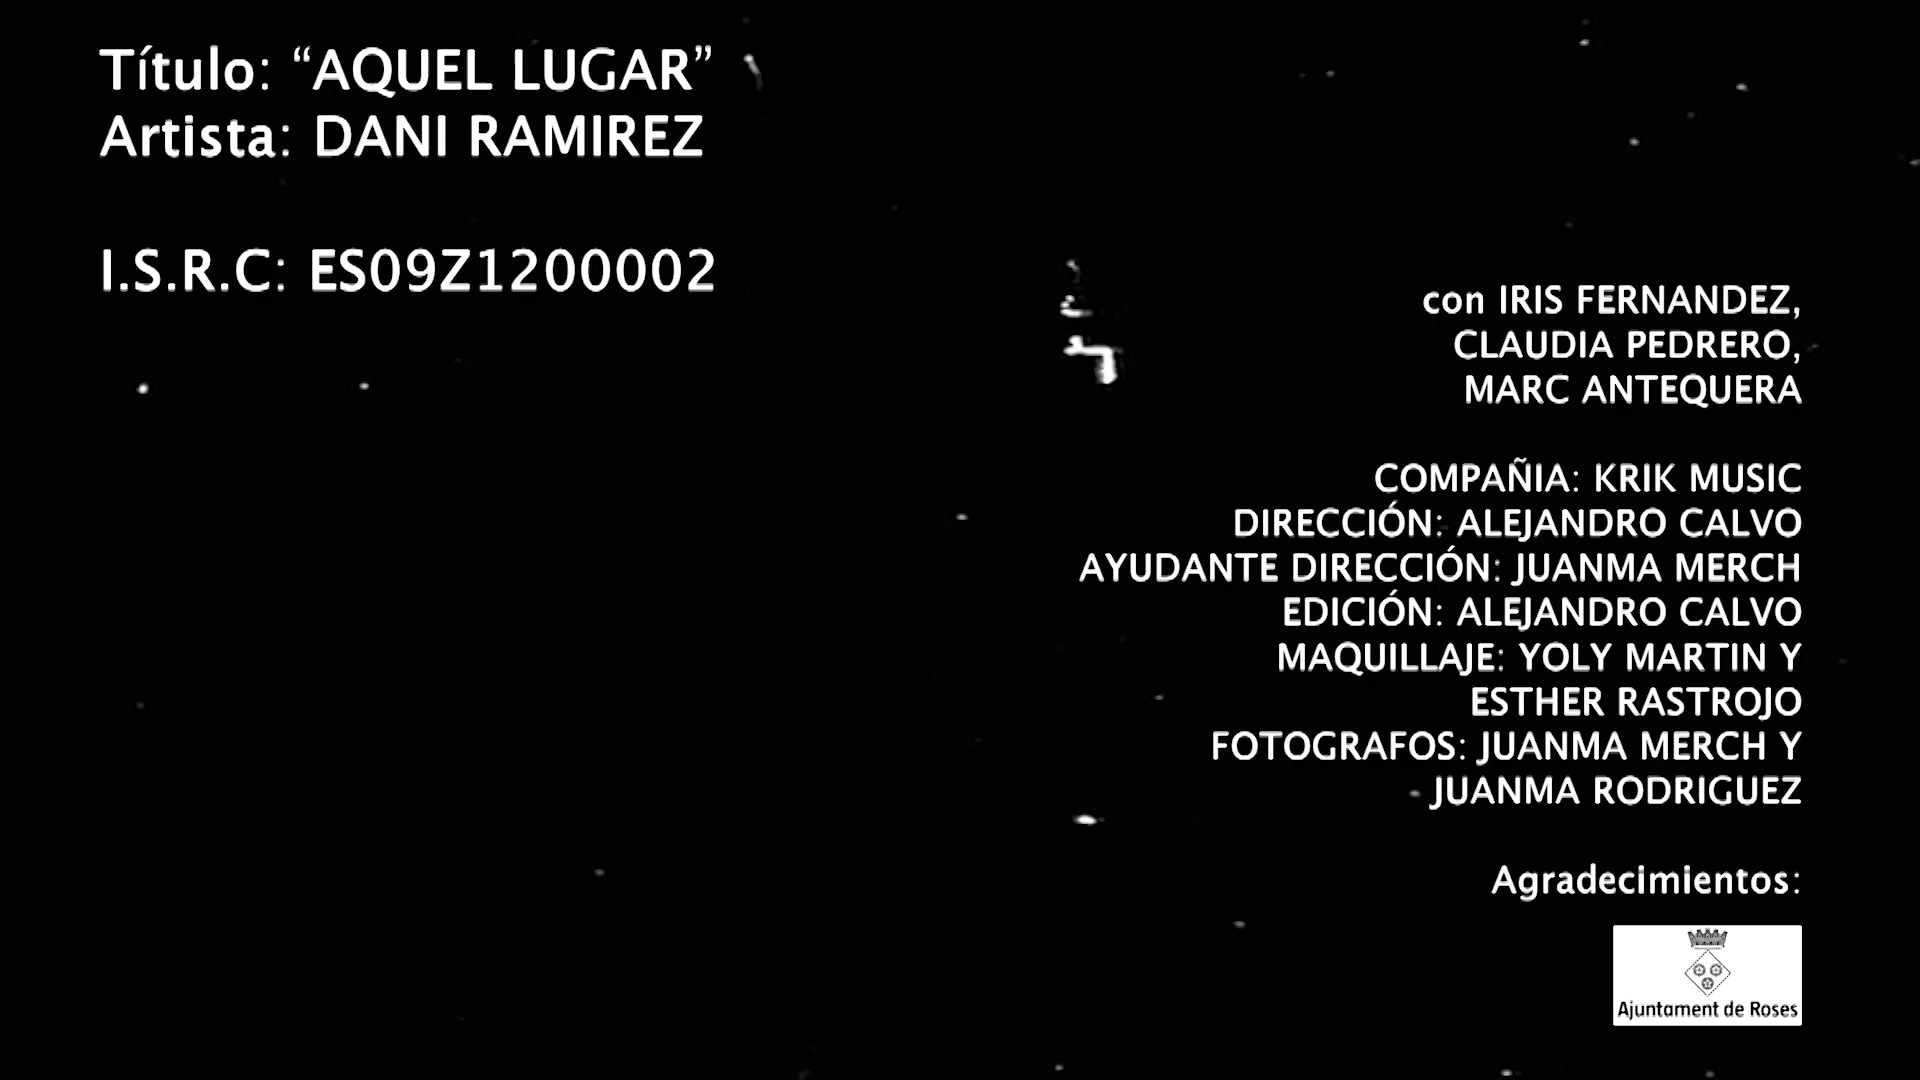 Título: “AQUEL LUGAR”
Artista: DANI RAMIREZ
I.S.R.C: ES09Z1200002
con IRIS FERNANDEZ,
CLAUDIA PEDRERO,
MARC ANTEQUERA
COMPAÑIA: KRIK MUSIC
DIRECCIÓN: ALEJANDRO CALVO
AYUDANTE DIRECCIÓN: JUANMA MERCH
EDICIÓN: ALEJANDRO CALVO
MAQUILLAJE: YOLY MARTIN Y
ESTHER RASTROJO
FOTOGRAFOS: JUANMA MERCH Y
JUANMA RODRIGUEZ
Agradecimientos:
Ajuntament de Roses